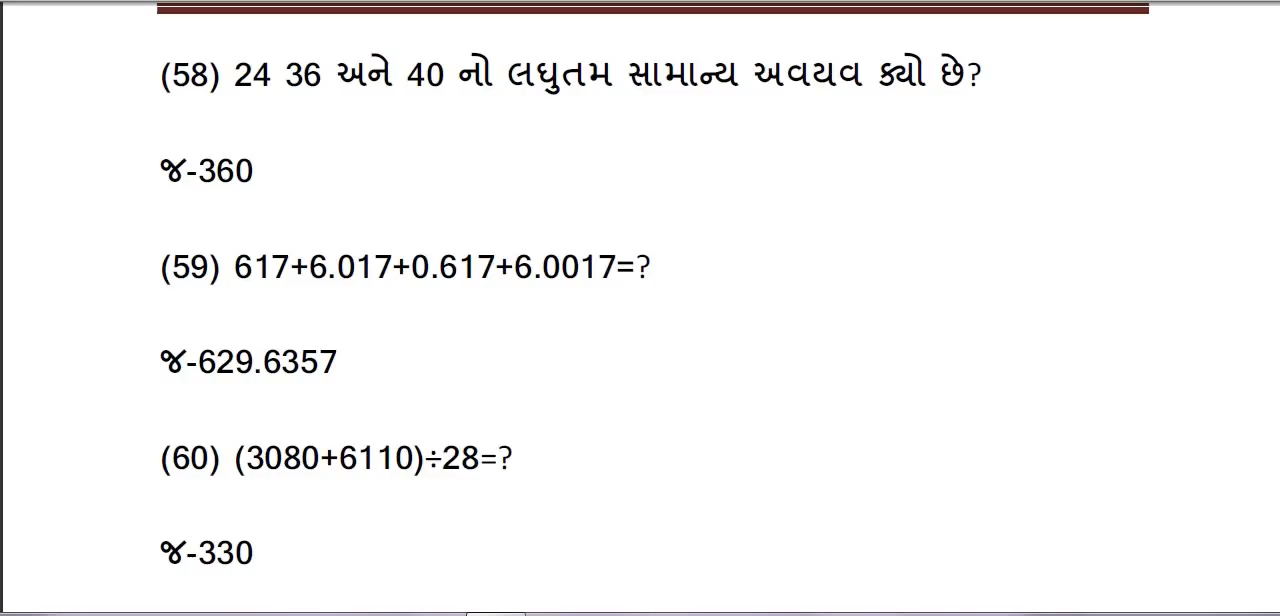 (58) 24 36 અને 40 નો લઘુતમ સામાન્ય અવયવ ક્યો છે?
જ-360
(59) 617+6.017+0.617+6.0017=?
જ-629.6357
(60) (3080+6110)÷28=?
જ-330